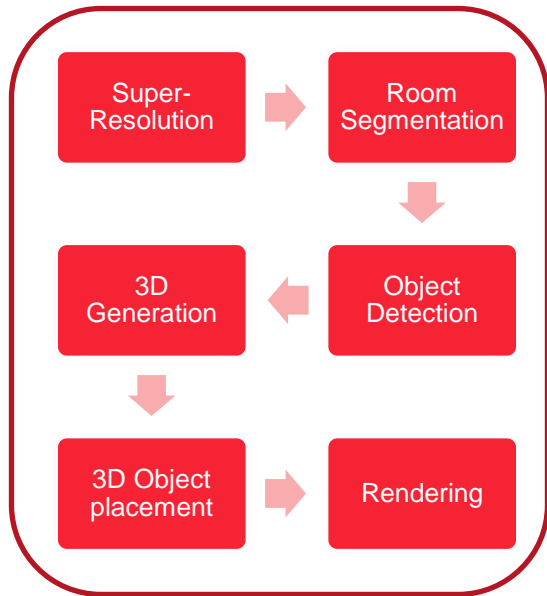 Super-
Resolution
Room
Segmentation
3D
Generation
Object
Detection
3D Object
placement
Rendering